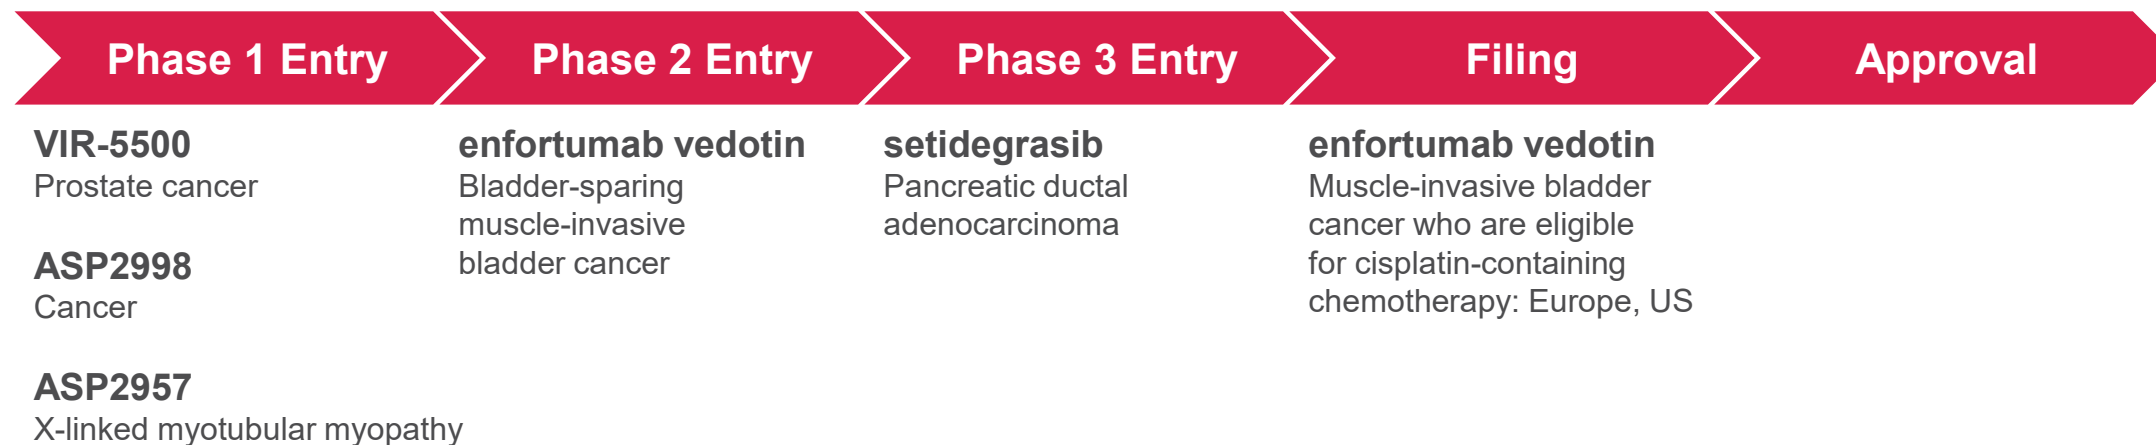 Phase 1 Entry
Phase 2 Entry
Phase 3 Entry
Filing
Approval
VIR-5500
Prostate cancer
ASP2998
Cancer
ASP2957
X-linked myotubular myopathy
enfortumab vedotin
Bladder-sparing
muscle-invasive
bladder cancer
setidegrasib
Pancreatic ductal
adenocarcinoma
enfortumab vedotin
Muscle-invasive bladder
cancer who are eligible
for cisplatin-containing
chemotherapy: Europe, US